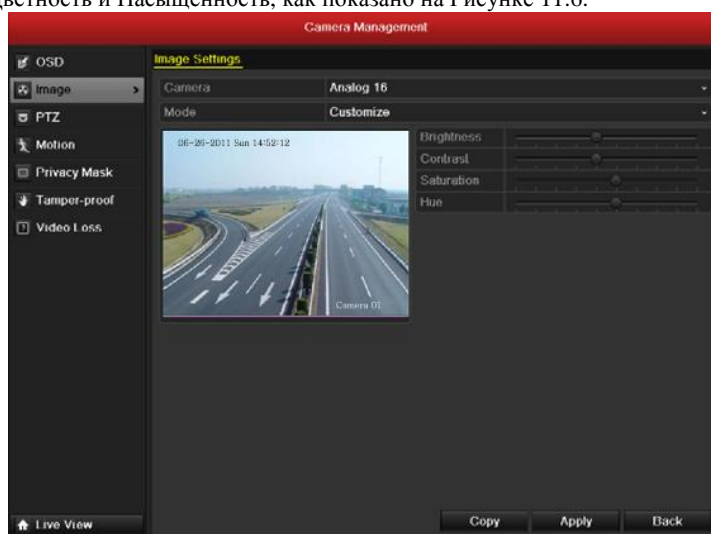 цветность и Насыщенность, как показано на Рисунке 11.6.
Camera Management
OSD
Image
PTZ
Motion
Privacy Mask
Tamper-proof
Video Loss
Live View
Image Settings
Camera Analog 16
Mode Customize
06-26-2011 Sun 14:52:12
Camera 01
Brightness
Contrast
Saturation
Hue
Copy Apply Back